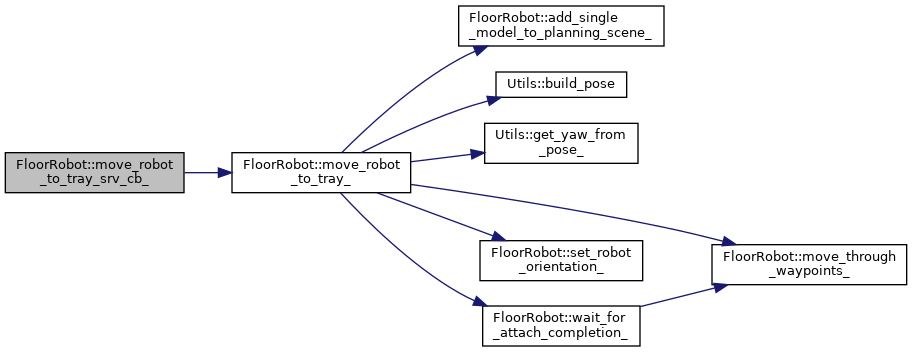 FloorRobot::add_single
_model_to_planning_scene_
Utils::build_pose
Utils::get_yaw_from
_pose_
FloorRobot::move_robot
_to_tray_srv_cb_
FloorRobot::move_robot
_to_tray_
FloorRobot::set_robot
_orientation_
FloorRobot::move_through
_waypoints_
FloorRobot::wait_for
_attach_completion_